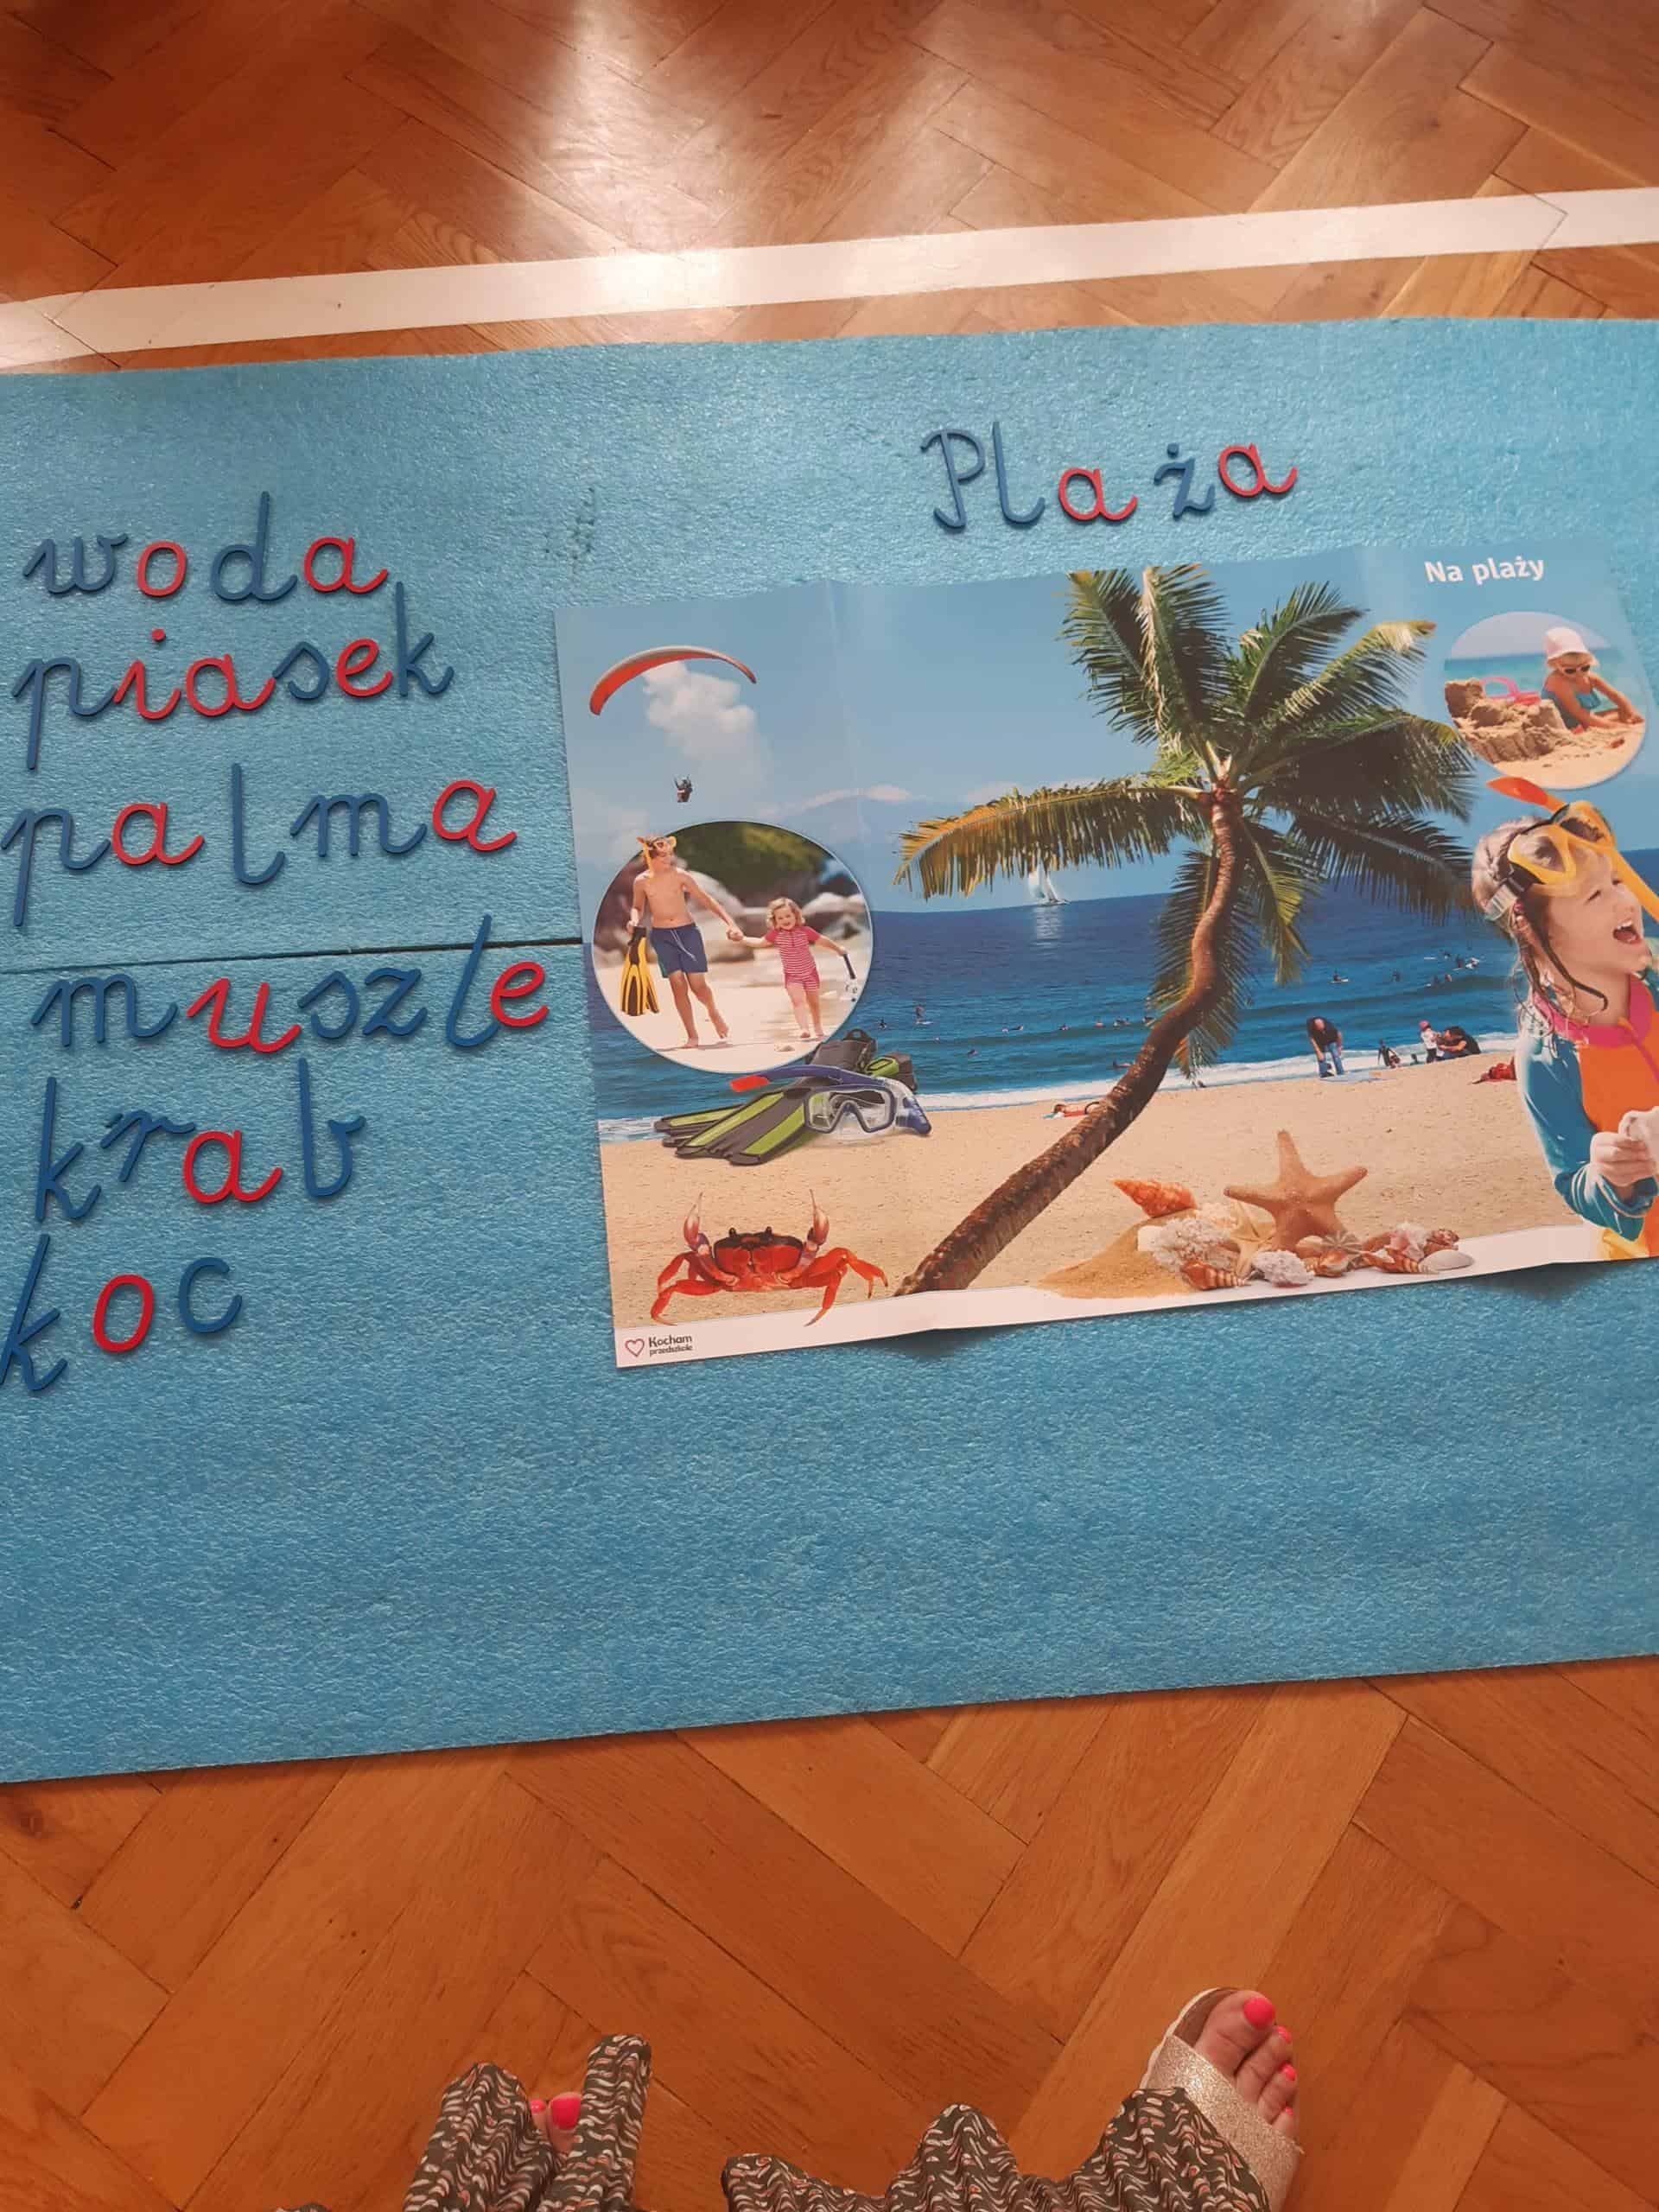 Plaża
woda
piasek
palma
muszle
krab
koc
Na plaży
Kocham
przedszkole